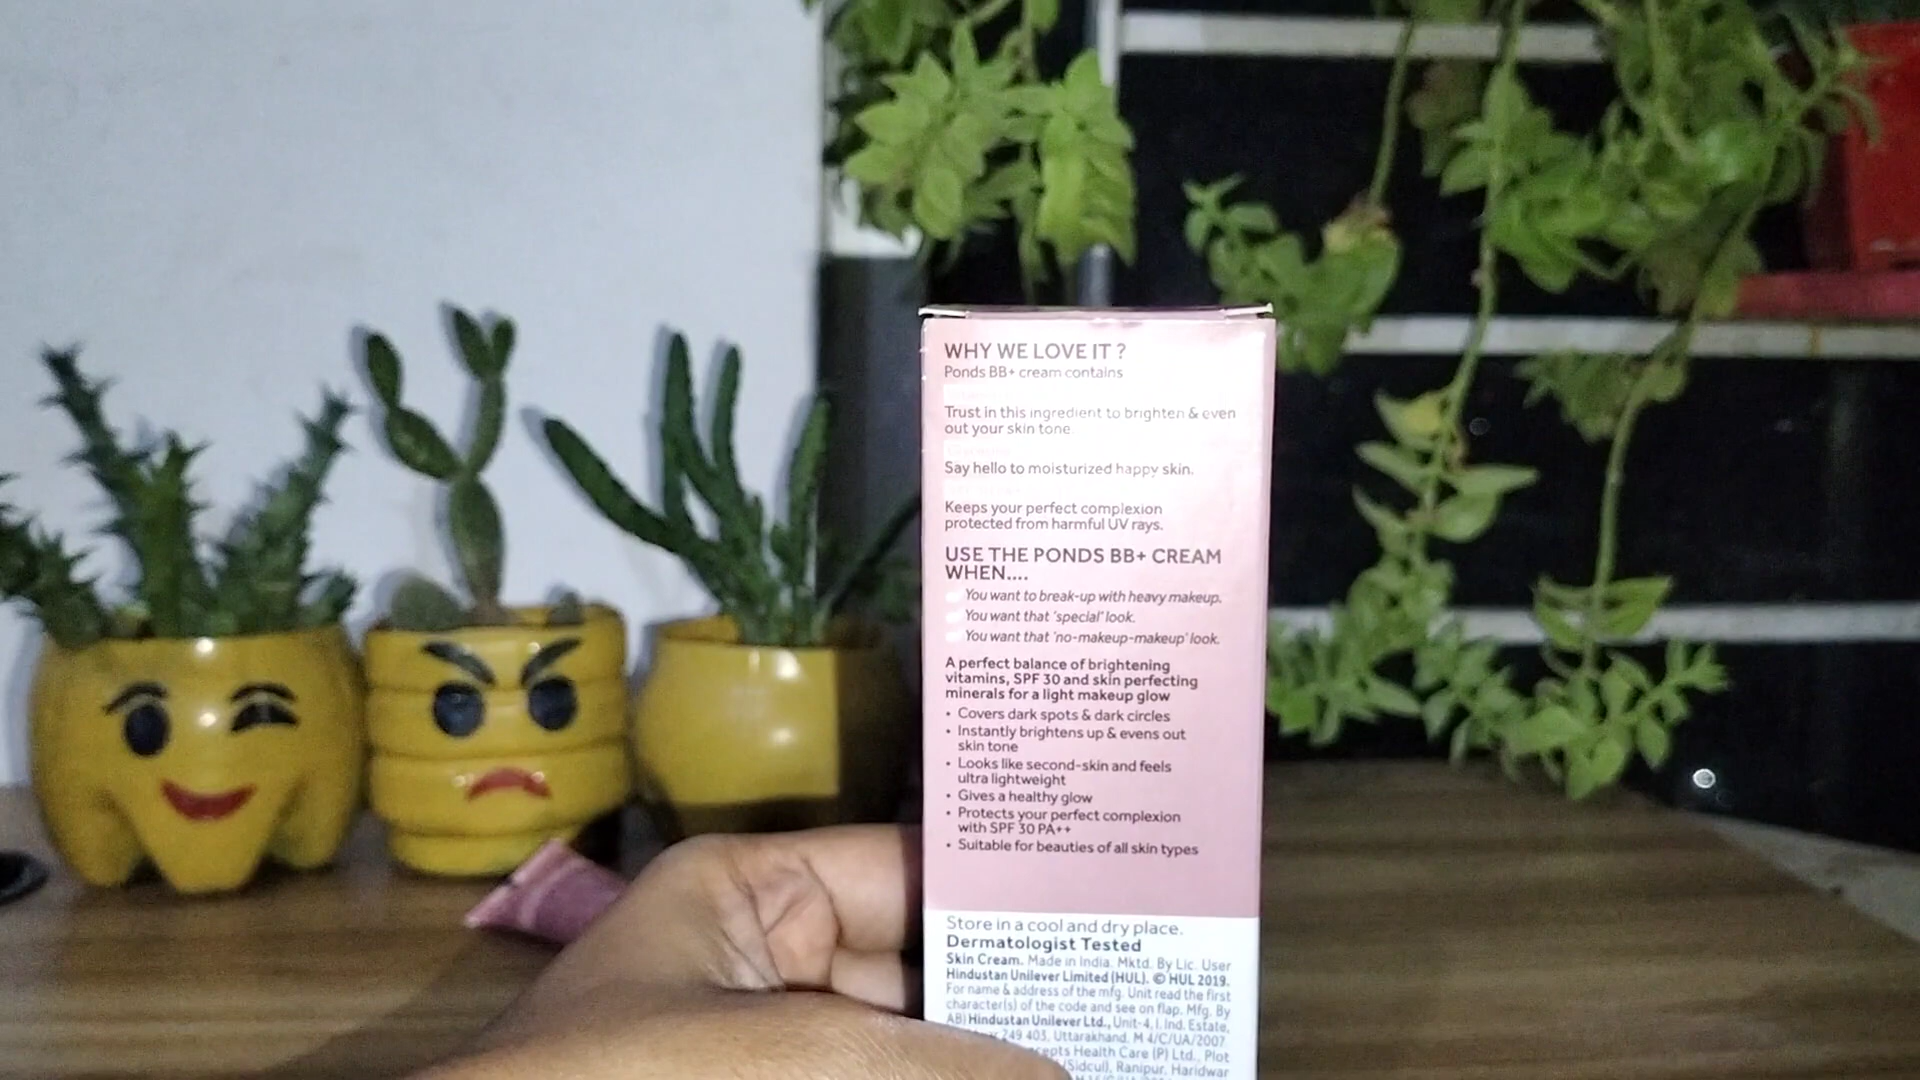 WHY WE LOVE IT ?
Ponds BB+ cream contains
Trust in this ingredient to brighten & even
out your skin tone.
Say hello to moisturized happy skin.
Keeps your perfect complexion
protected from harmful UV rays.
USE THE PONDS BB+ CREAM
WHEN....
You want to break-up with heavy makeup.
You want that 'special' look.
You want that 'no-makeup-makeup' look.
A perfect balance of brightening
vitamins, SPF 30 and skin perfecting
minerals for a light makeup glow
• Covers dark spots & dark circles
• Instantly brightens up & evens out
skin tone
• Looks like second-skin and feels
ultra lightweight
• Gives a healthy glow
• Protects your perfect complexion
with SPF 30 PA++
• Suitable for beauties of all skin types
Store in a cool and dry place.
Dermatologist Tested
Skin Cream. Made in India. Mktd. By Lic. User
Hindustan Unilever Limited (HUL). © HUL 2019.
For name & address of the mfg. Unit read the first
character(s) of the code and see on flap. Mfg. By
AB) Hindustan Unilever Ltd., Unit-4, I. Ind. Estate,
249 403, Uttarakhand. M 4/C/UA/2007
Health Care (P) Ltd., Plot
(Sidcul), Ranipur, Haridwar